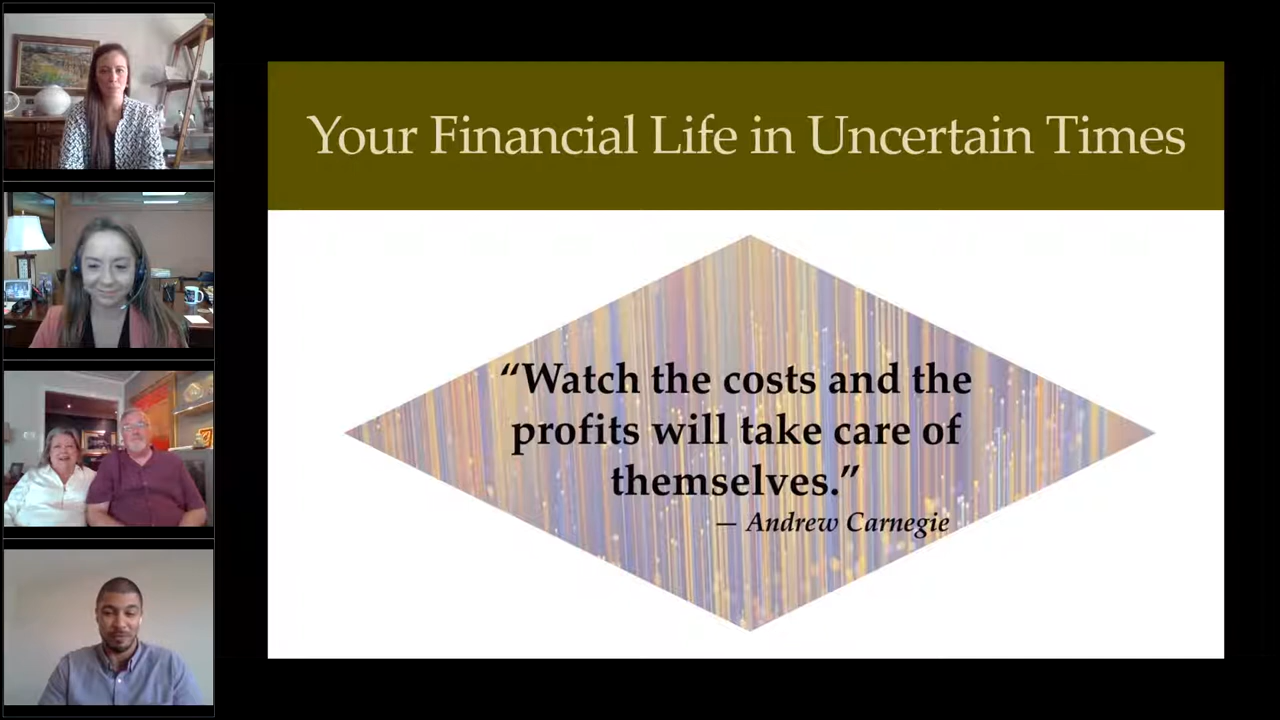 Your Financial Life in Uncertain Times
“Watch the costs and the
profits will take care of
themselves.”
— Andrew Carnegie